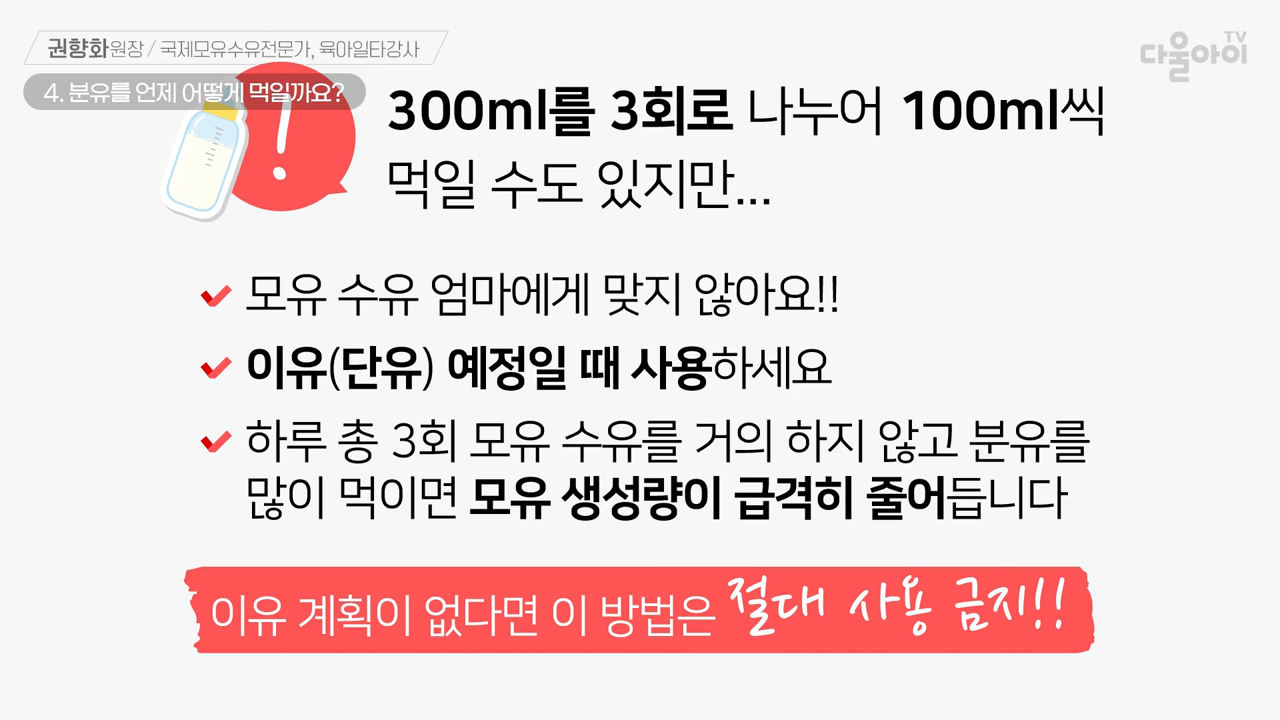 권향화원장 / 국제모유수유전문가, 육아일타강사
다울아이TV
4. 분유를 언제 어떻게 먹일까요?
300ml를 3회로 나누어 100ml씩
먹일 수도 있지만...
모유 수유 엄마에게 맞지 않아요!!
이유(단유) 예정일 때 사용하세요
하루 총 3회 모유 수유를 거의 하지 않고 분유를
많이 먹이면 모유 생성량이 급격히 줄어듭니다
이유 계획이 없다면 이 방법은 절대 사용 금지!!